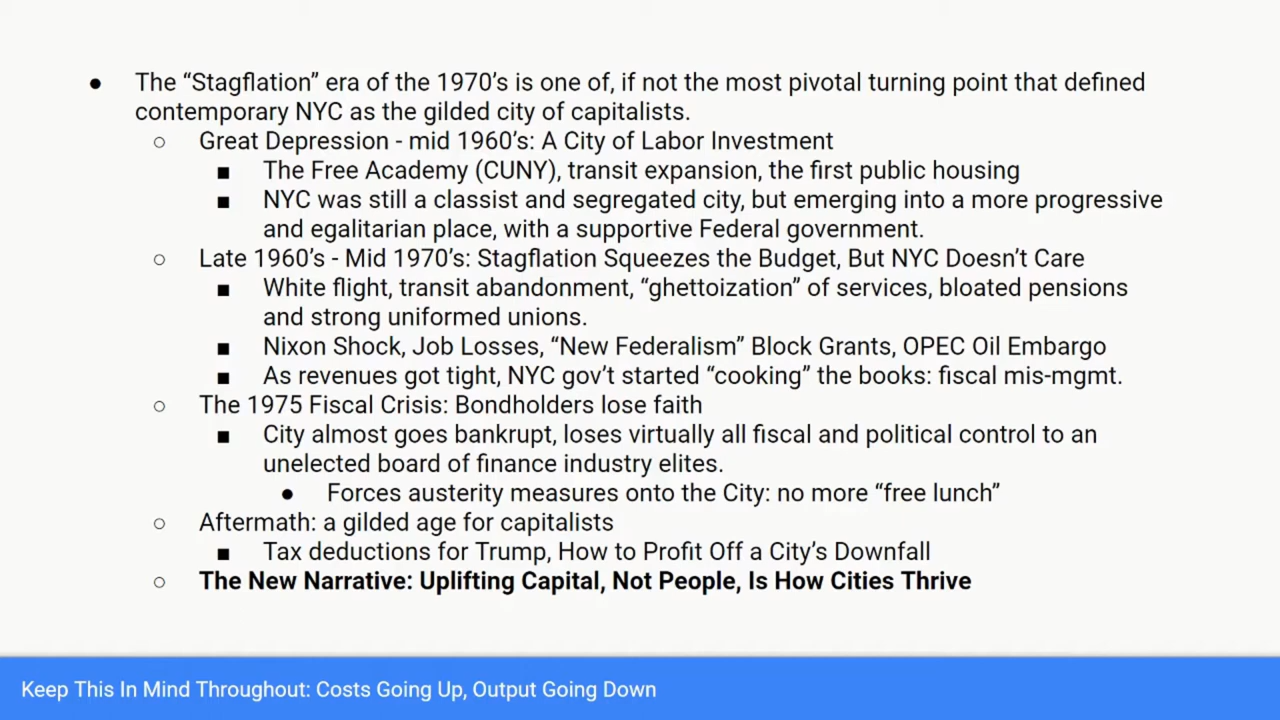 ● The “Stagflation” era of the 1970’s is one of, if not the most pivotal turning point that defined
contemporary NYC as the gilded city of capitalists.
○ Great Depression - mid 1960’s: A City of Labor Investment
■ The Free Academy (CUNY), transit expansion, the first public housing
■ NYC was still a classist and segregated city, but emerging into a more progressive
and egalitarian place, with a supportive Federal government.
○ Late 1960’s - Mid 1970’s: Stagflation Squeezes the Budget, But NYC Doesn’t Care
■ White flight, transit abandonment, “ghettoization” of services, bloated pensions
and strong uniformed unions.
■ Nixon Shock, Job Losses, “New Federalism” Block Grants, OPEC Oil Embargo
■ As revenues got tight, NYC gov’t started “cooking” the books: fiscal mis-mgmt.
○ The 1975 Fiscal Crisis: Bondholders lose faith
■ City almost goes bankrupt, loses virtually all fiscal and political control to an
unelected board of finance industry elites.
● Forces austerity measures onto the City: no more “free lunch”
○ Aftermath: a gilded age for capitalists
■ Tax deductions for Trump, How to Profit Off a City’s Downfall
○ The New Narrative: Uplifting Capital, Not People, Is How Cities Thrive
Keep This In Mind Throughout: Costs Going Up, Output Going Down